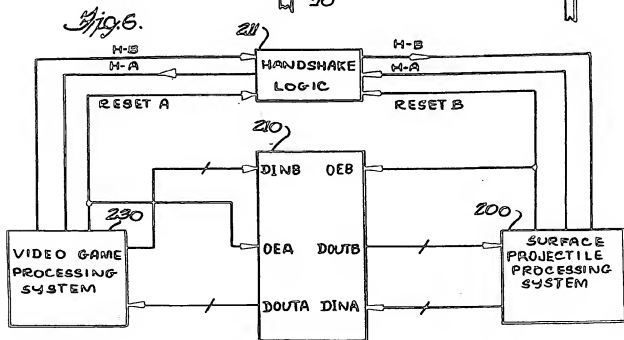 Fig. 6.
90
211
H-B
H-A
HANDSHAKE
LOGIC
H-B
H-A
RESET A
RESET B
210
DINB OEB
230
200
VIDEO GAME
PROCESSING
SYSTEM
OEA DOUTB
DOUTA DINA
SURFACE
PROJECTILE
PROCESSING
SYSTEM